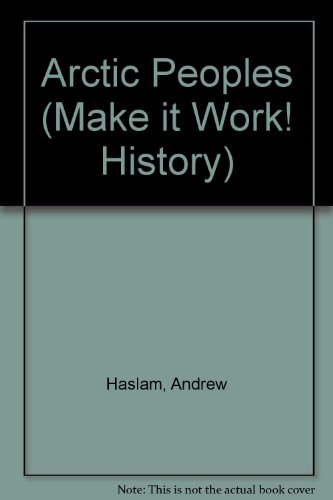 Arctic Peoples
(Make it Work!
History)
Haslam, Andrew
Note: This is not the actual book cover